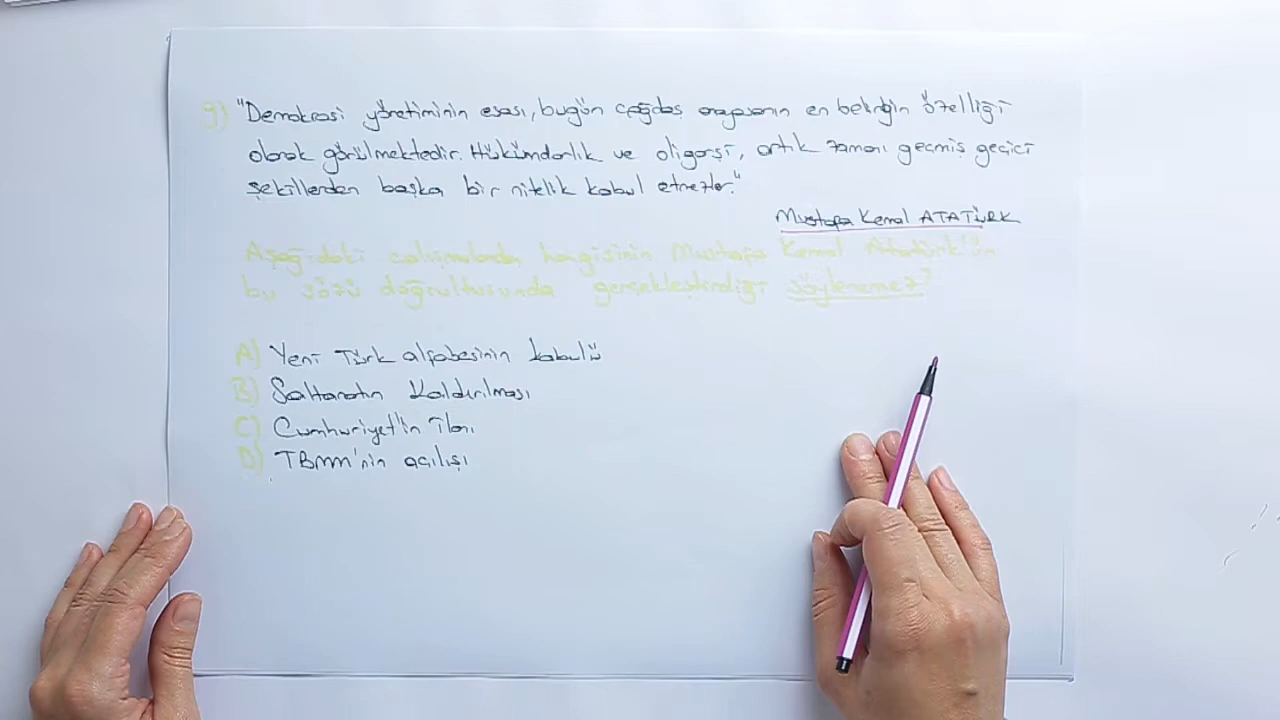 9) "Demokrasi yönetiminin esası, bugün çağdaş anayasanın en belirgin özelliği
olarak görülmektedir. Hükümdarlık ve oligarşi, artık zamanı geçmiş geçici
şekillerden başka bir nitelik kabul etmezler."
Mustafa Kemal ATATÜRK
Aşağıdaki çalışmalardan hangisinin Mustafa Kemal Atatürk'ün
bu sözü doğrultusunda gerçekleştirdiği söylenemez?
A) Yeni Türk alfabesinin kabulü
B) Saltanatın Kaldırılması
C) Cumhuriyet'in ilanı
D) TBMM'nin açılışı